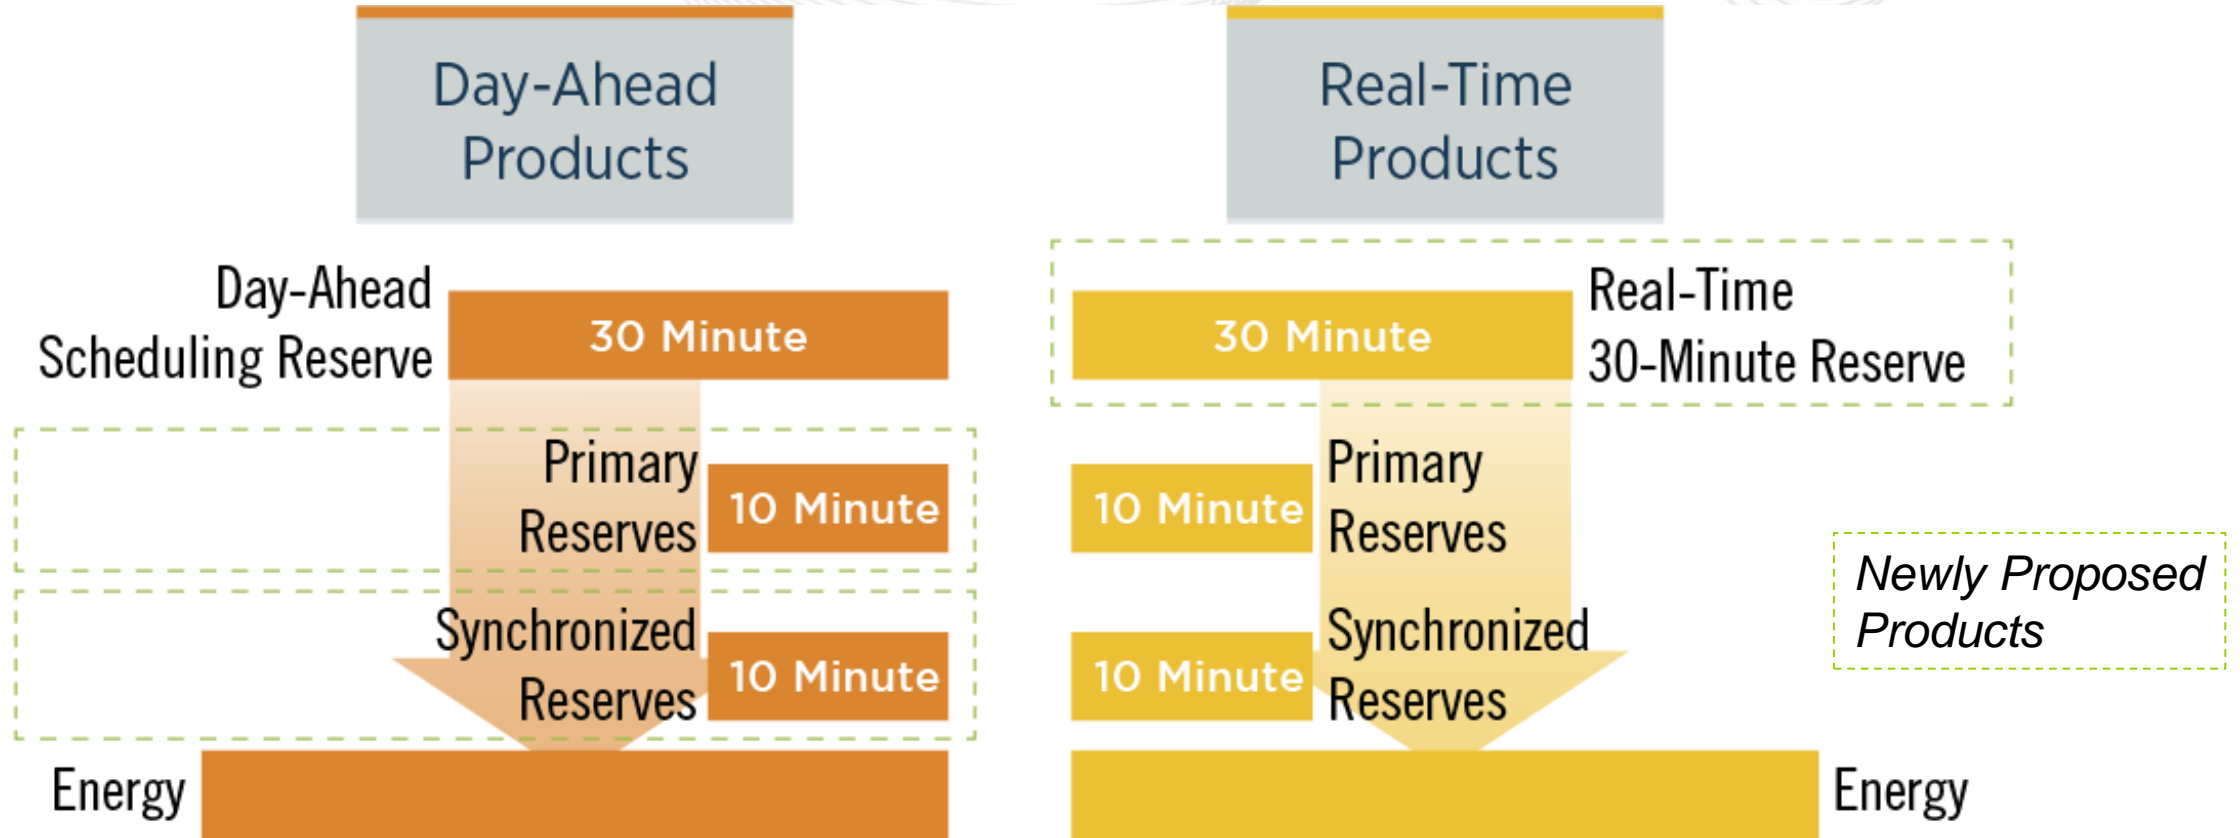 Day-Ahead
Products
Real-Time
Products
Day-Ahead
Scheduling Reserve
30 Minute
30 Minute
Real-Time
30-Minute Reserve
Primary
Reserves
10 Minute
10 Minute
Primary
Reserves
Newly Proposed
Products
Synchronized
Reserves
10 Minute
10 Minute
Synchronized
Reserves
Energy
Energy